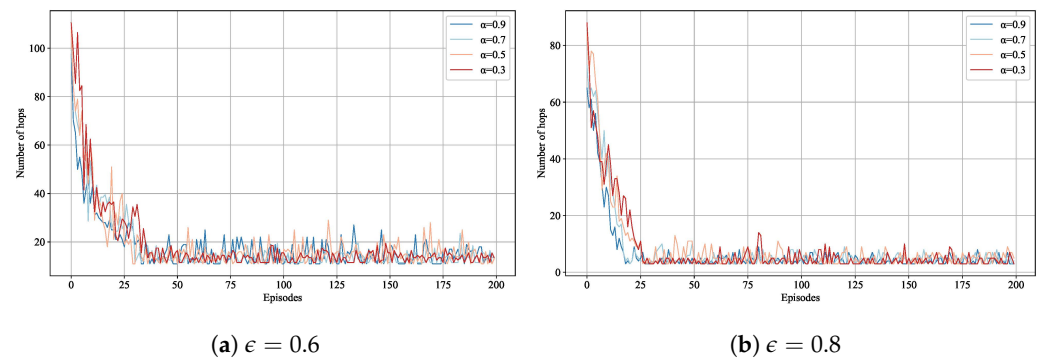 α=0.9
α=0.7
α=0.5
α=0.3
100
80
60
40
20
Number of hops
0
25
50
75
100
125
150
175
200
Episodes
(a) ϵ = 0.6
α=0.9
α=0.7
α=0.5
α=0.3
80
60
40
20
0
Number of hops
0
25
50
75
100
125
150
175
200
Episodes
(b) ϵ = 0.8